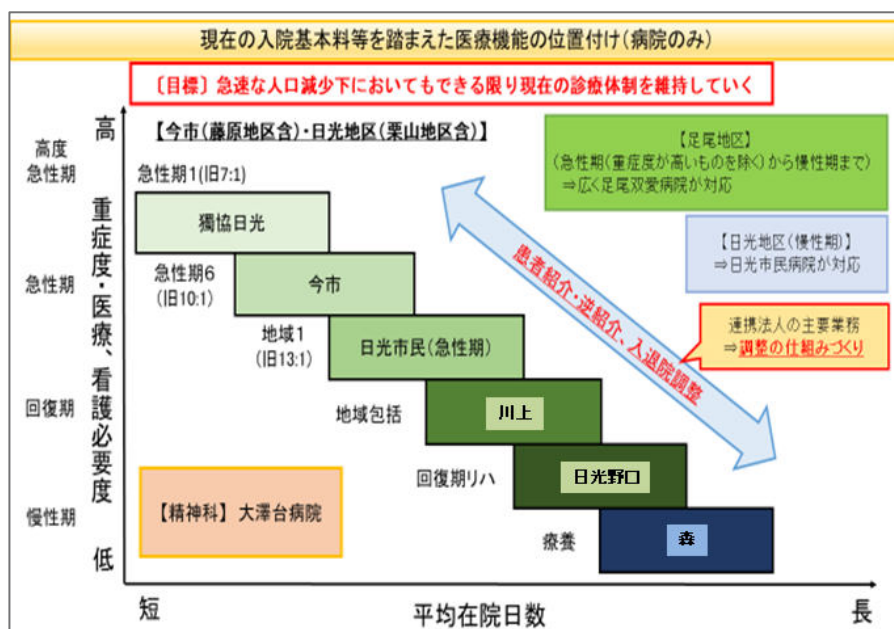 現在の入院基本料等を踏まえた医療機能の位置付け(病院のみ)
〔目標〕急速な人口減少下においてもできる限り現在の診療体制を維持していく
高
【今市(藤原地区含)・日光地区(栗山地区含)】
高度
急性期
急性期
回復期
慢性期
重症度・医療、看護必要度
低
急性期1(旧7:1)
獨協日光
急性期6
(旧10:1)
今市
地域1
(旧13:1)
日光市民(急性期)
地域包括
川上
回復期リハ
日光野口
療養
森
【精神科】大澤台病院
患者紹介・逆紹介、入退院調整
【足尾地区】
(急性期(重症度が高いものを除く)から慢性期まで)
⇒広く足尾双愛病院が対応
【日光地区(慢性期)】
⇒日光市民病院が対応
連携法人の主要業務
⇒調整の仕組みづくり
短
平均在院日数
長